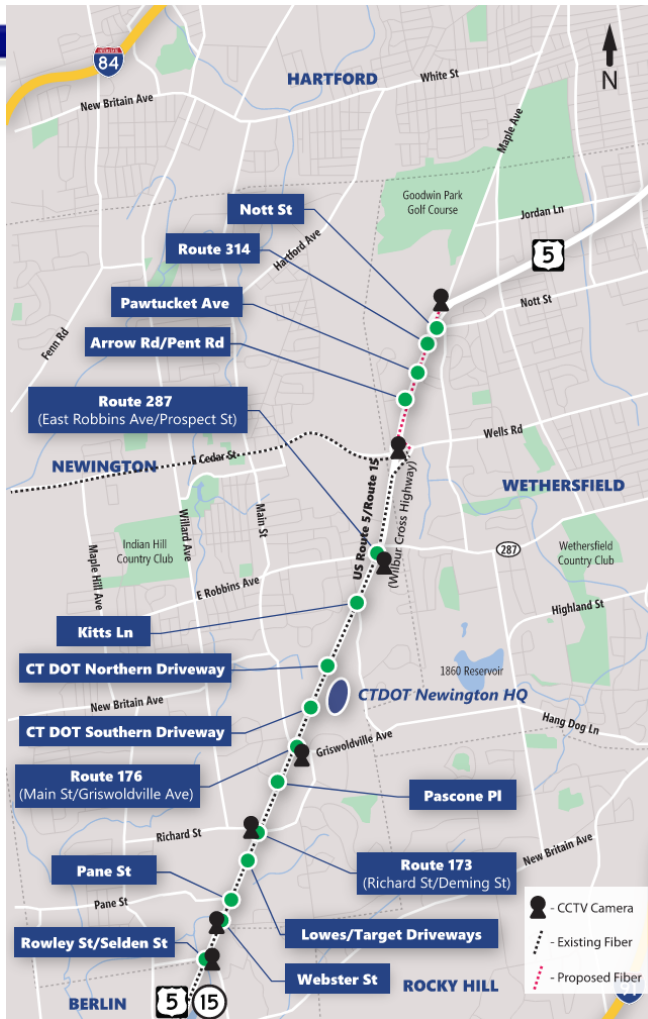 84
HARTFORD
White St
N
New Britain Ave
Maple Ave
Goodwin Park
Golf Course
Nott St
Jordan Ln
Route 314
Hartford Ave
5
Pawtucket Ave
Nott St
Arrow Rd/Pent Rd
Fenn Rd
Route 287
(East Robbins Ave/Prospect St)
Wells Rd
NEWINGTON
E Cedar St
US Route 5/Route 15
(Wilbur Cross Highway)
WETHERSFIELD
Willard Ave
Main St
Indian Hill
Country Club
287
Wethersfield
Country Club
Maple Hill Ave
E Robbins Ave
Highland St
Kitts Ln
CT DOT Northern Driveway
1860 Reservoir
CTDOT Newington HQ
New Britain Ave
Hang Dog Ln
CT DOT Southern Driveway
Griswoldville Ave
Route 176
(Main St/Griswoldville Ave)
Pascone Pl
Richard St
New Britain Ave
Route 173
(Richard St/Deming St)
Pane St
- CCTV Camera
Pane St
Lowes/Target Driveways
- Existing Fiber
Rowley St/Selden St
Webster St
- Proposed Fiber
ROCKY HILL
BERLIN
5
15
91